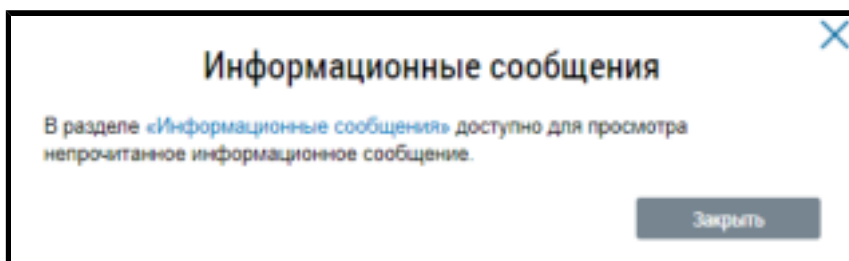 Информационные сообщения
В разделе «Информационные сообщения» доступно для просмотра
непрочитанное информационное сообщение.
Закрыть